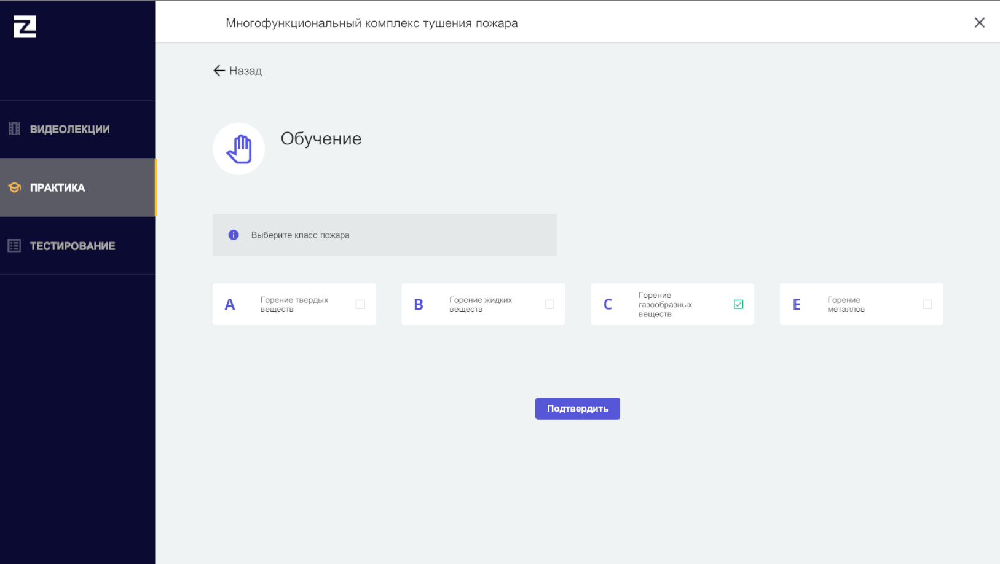 Z
Многофункциональный комплекс тушения пожара
Назад
ВИДЕОЛЕКЦИИ
ПРАКТИКА
ТЕСТИРОВАНИЕ
Обучение
Выберите класс пожара
A
Горение твердых
веществ
B
Горение жидких
веществ
C
Горение
газообразных
веществ
E
Горение
металлов
Подтвердить